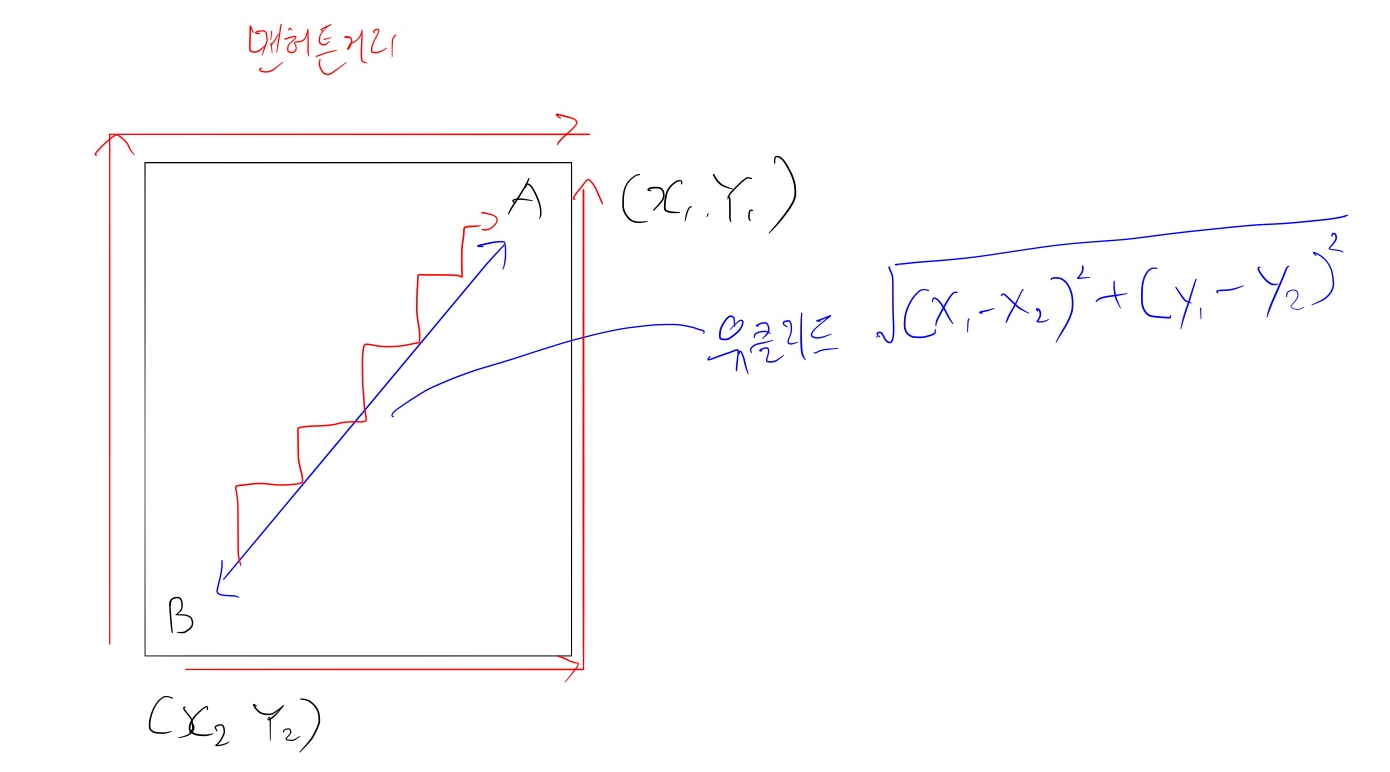 맨허튼거리
A
(X₁, Y₁)
유클리드 √(X₁-X₂)² + (Y₁-Y₂)²
B
(X₂ Y₂)